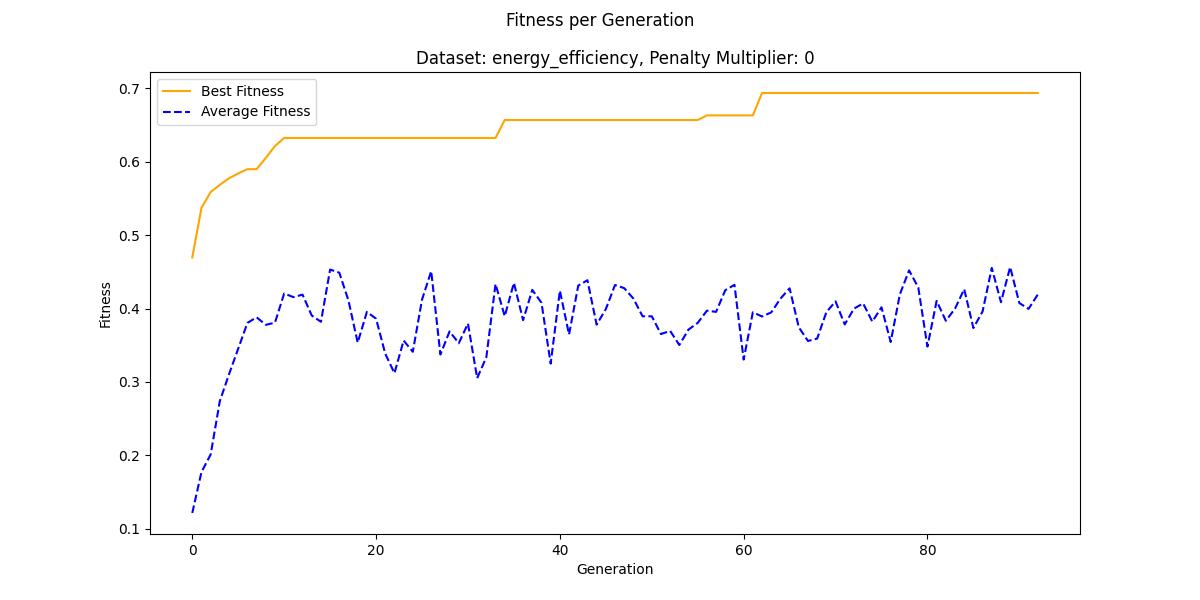 Fitness per Generation
Dataset: energy_efficiency, Penalty Multiplier: 0
Best Fitness
Average Fitness
0.7
0.6
0.5
0.4
0.3
0.2
0.1
Fitness
0 20 40 60 80
Generation